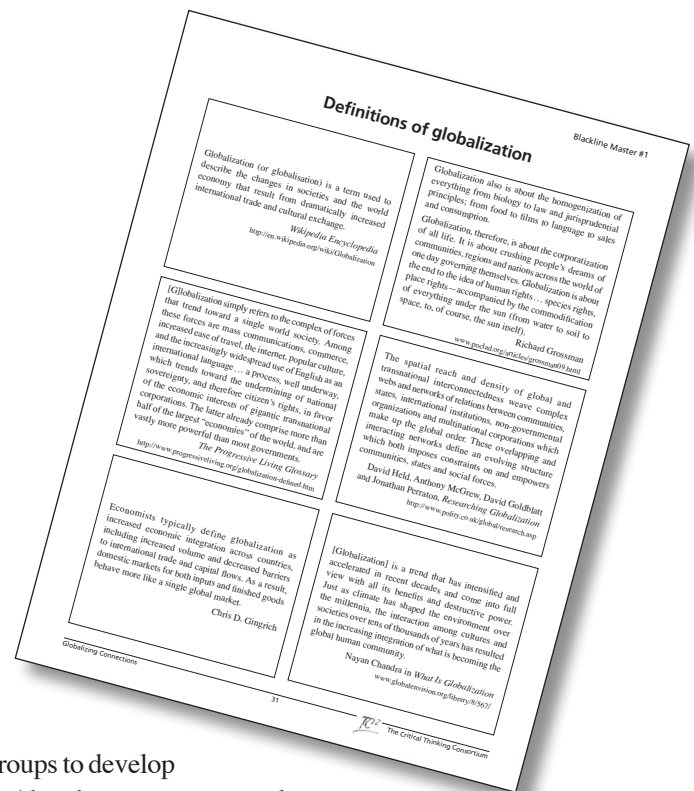 Blackline Master #1
Definitions of globalization
Globalization (or globalisation) is a term used to
describe the changes in societies and the world
economy that result from dramatically increased
international trade and cultural exchange.
Wikipedia Encyclopedia
http://en.wikipedia.org/wiki/Globalization
Globalization also is about the homogenization of
everything from biology to law and jurisprudential
principles; from food to films to language to sales
and consumption.
Globalization, therefore, is about the corporatization
of all life. It is about crushing people's dreams of
communities, regions and nations across the world of
one day governing themselves. Globalization is about
the end to the idea of human rights… species rights,
place rights—accompanied by the commodification
of everything under the sun (from water to soil to
space, to, of course, the sun itself).
Richard Grossman
www.poclad.org/articles/grossman09.html
[G]lobalization simply refers to the complex of forces
that trend toward a single world society. Among
these forces are mass communications, commerce,
increased ease of travel, the internet, popular culture,
and the increasingly widespread use of English as an
international language… a process, well underway,
which trends toward the undermining of national
sovereignty, and therefore citizen's rights, in favor
of the economic interests of gigantic transnational
corporations. The latter already comprise more than
half of the largest "economies" of the world, and are
vastly more powerful than most governments.
The Progressive Living Glossary
http://www.progressiveliving.org/globalization-defined.htm
The spatial reach and density of global and
transnational interconnectedness weave complex
webs and networks of relations between communities,
states, international institutions, non-governmental
organizations and multinational corporations which
make up the global order. These overlapping and
interacting networks define an evolving structure
which both imposes constraints on and empowers
communities, states and social forces.
David Held, Anthony McGrew, David Goldblatt
and Jonathan Perraton, Researching Globalization
http://www.polity.co.uk/global/research.asp
Economists typically define globalization as
increased economic integration across countries,
including increased volume and decreased barriers
to international trade and capital flows. As a result,
domestic markets for both inputs and finished goods
behave more like a single global market.
Chris D. Gingrich
[Globalization] is a trend that has intensified and
accelerated in recent decades and come into full
view with all its benefits and destructive power.
Just as climate has shaped the environment over
the millennia, the interaction among cultures and
societies over tens of thousands of years has resulted
in the increasing integration of what is becoming the
global human community.
Nayan Chandra in What Is Globalization
www.globalenvision.org/library/8/567/
Globalizing Connections
31
TC2
The Critical Thinking Consortium
roups to develop